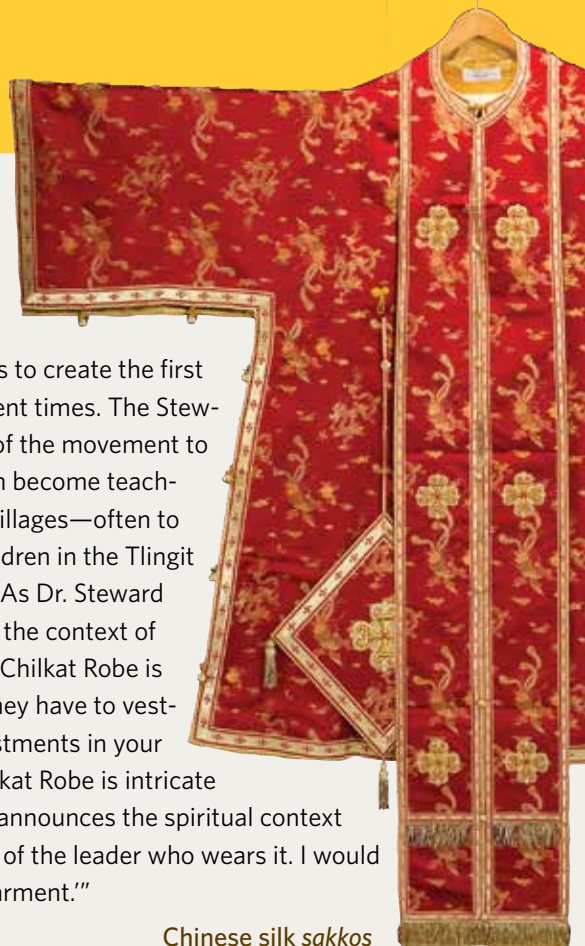 s to create the first
ent times. The Stew-
of the movement to
n become teach-
illages—often to
dren in the Tlingit
As Dr. Steward
the context of
Chilkat Robe is
ney have to vest-
stments in your
kat Robe is intricate
announces the spiritual context
of the leader who wears it. I would
arment.’”
Chinese silk sakkos